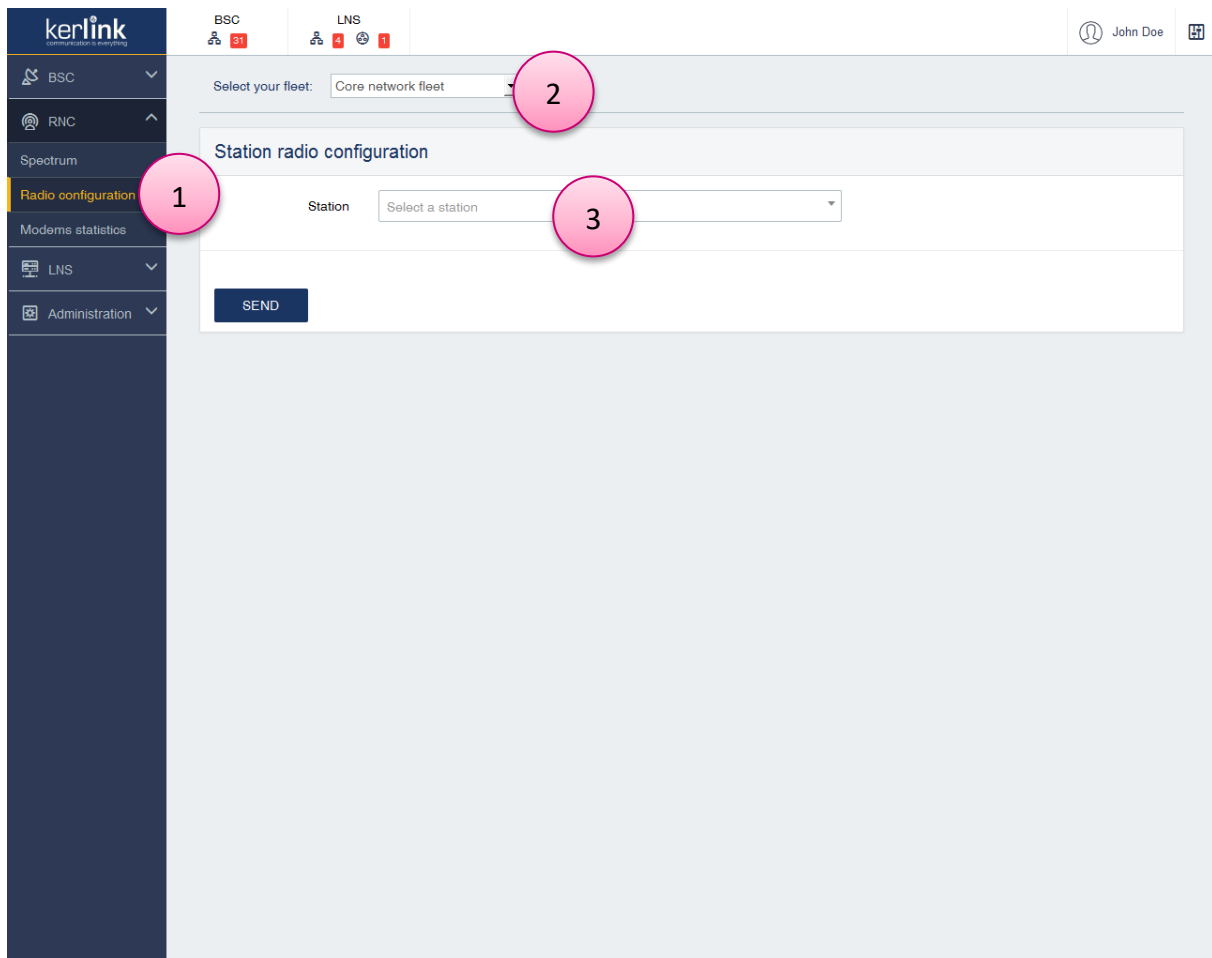 kerlink
communication is everything
BSC
31
LNS
4 1
John Doe
BSC
RNC
Spectrum
Radio configuration
Modems statistics
LNS
Administration
1
Select your fleet: Core network fleet
2
Station radio configuration
Station Select a station
3
SEND